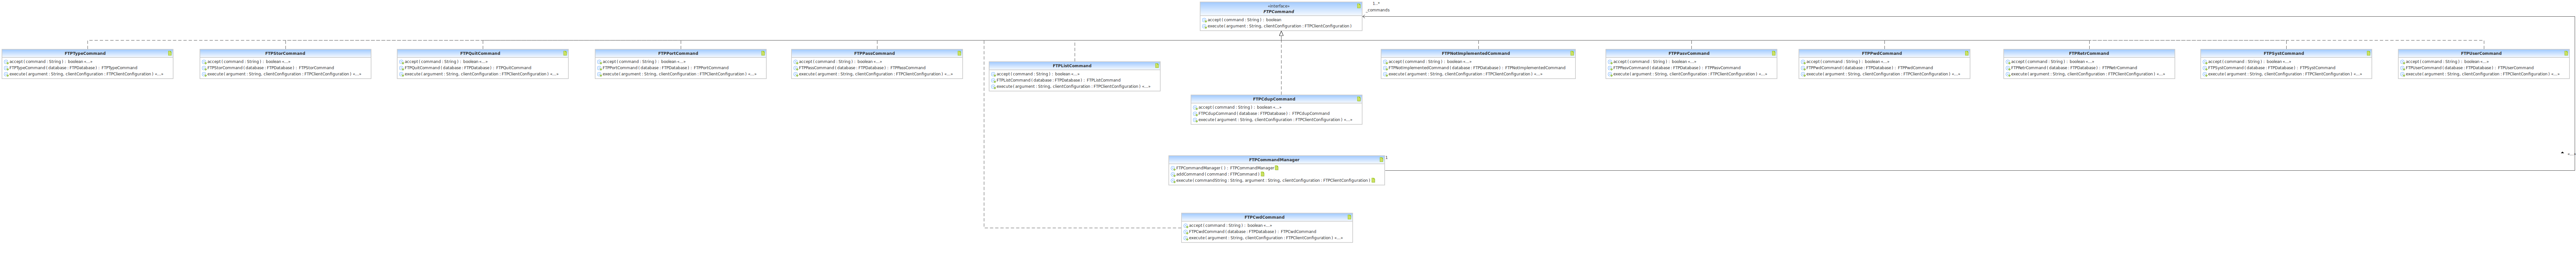 «interface»
FTPCommand
accept( command : String ) : boolean
execute( argument : String, clientConfiguration : FTPClientConfiguration )
1..*
_commands
FTPTypeCommand
accept( command : String ) : boolean «...»
FTPTypeCommand( database : FTPDatabase ) : FTPTypeCommand
execute( argument : String, clientConfiguration : FTPClientConfiguration ) «...»
FTPStorCommand
accept( command : String ) : boolean «...»
FTPStorCommand( database : FTPDatabase ) : FTPStorCommand
execute( argument : String, clientConfiguration : FTPClientConfiguration ) «...»
FTPQuitCommand
accept( command : String ) : boolean «...»
FTPQuitCommand( database : FTPDatabase ) : FTPQuitCommand
execute( argument : String, clientConfiguration : FTPClientConfiguration ) «...»
FTPPortCommand
accept( command : String ) : boolean «...»
FTPPortCommand( database : FTPDatabase ) : FTPPortCommand
execute( argument : String, clientConfiguration : FTPClientConfiguration ) «...»
FTPPassCommand
accept( command : String ) : boolean «...»
FTPPassCommand( database : FTPDatabase ) : FTPPassCommand
execute( argument : String, clientConfiguration : FTPClientConfiguration ) «...»
FTPListCommand
accept( command : String ) : boolean «...»
FTPListCommand( database : FTPDatabase ) : FTPListCommand
execute( argument : String, clientConfiguration : FTPClientConfiguration ) «...»
FTPNotImplementedCommand
accept( command : String ) : boolean «...»
FTPNotImplementedCommand( database : FTPDatabase ) : FTPNotImplementedCommand
execute( argument : String, clientConfiguration : FTPClientConfiguration ) «...»
FTPPasvCommand
accept( command : String ) : boolean «...»
FTPPasvCommand( database : FTPDatabase ) : FTPPasvCommand
execute( argument : String, clientConfiguration : FTPClientConfiguration ) «...»
FTPPwdCommand
accept( command : String ) : boolean «...»
FTPPwdCommand( database : FTPDatabase ) : FTPPwdCommand
execute( argument : String, clientConfiguration : FTPClientConfiguration ) «...»
FTPRetrCommand
accept( command : String ) : boolean «...»
FTPRetrCommand( database : FTPDatabase ) : FTPRetrCommand
execute( argument : String, clientConfiguration : FTPClientConfiguration ) «...»
FTPSystCommand
accept( command : String ) : boolean «...»
FTPSystCommand( database : FTPDatabase ) : FTPSystCommand
execute( argument : String, clientConfiguration : FTPClientConfiguration ) «...»
FTPUserCommand
accept( command : String ) : boolean «...»
FTPUserCommand( database : FTPDatabase ) : FTPUserCommand
execute( argument : String, clientConfiguration : FTPClientConfiguration ) «...»
FTPCdupCommand
accept( command : String ) : boolean «...»
FTPCdupCommand( database : FTPDatabase ) : FTPCdupCommand
execute( argument : String, clientConfiguration : FTPClientConfiguration ) «...»
«...»
FTPCommandManager
1
FTPCommandManager( ) : FTPCommandManager
addCommand( command : FTPCommand )
execute( commandString : String, argument : String, clientConfiguration : FTPClientConfiguration )
FTPCwdCommand
accept( command : String ) : boolean «...»
FTPCwdCommand( database : FTPDatabase ) : FTPCwdCommand
execute( argument : String, clientConfiguration : FTPClientConfiguration ) «...»